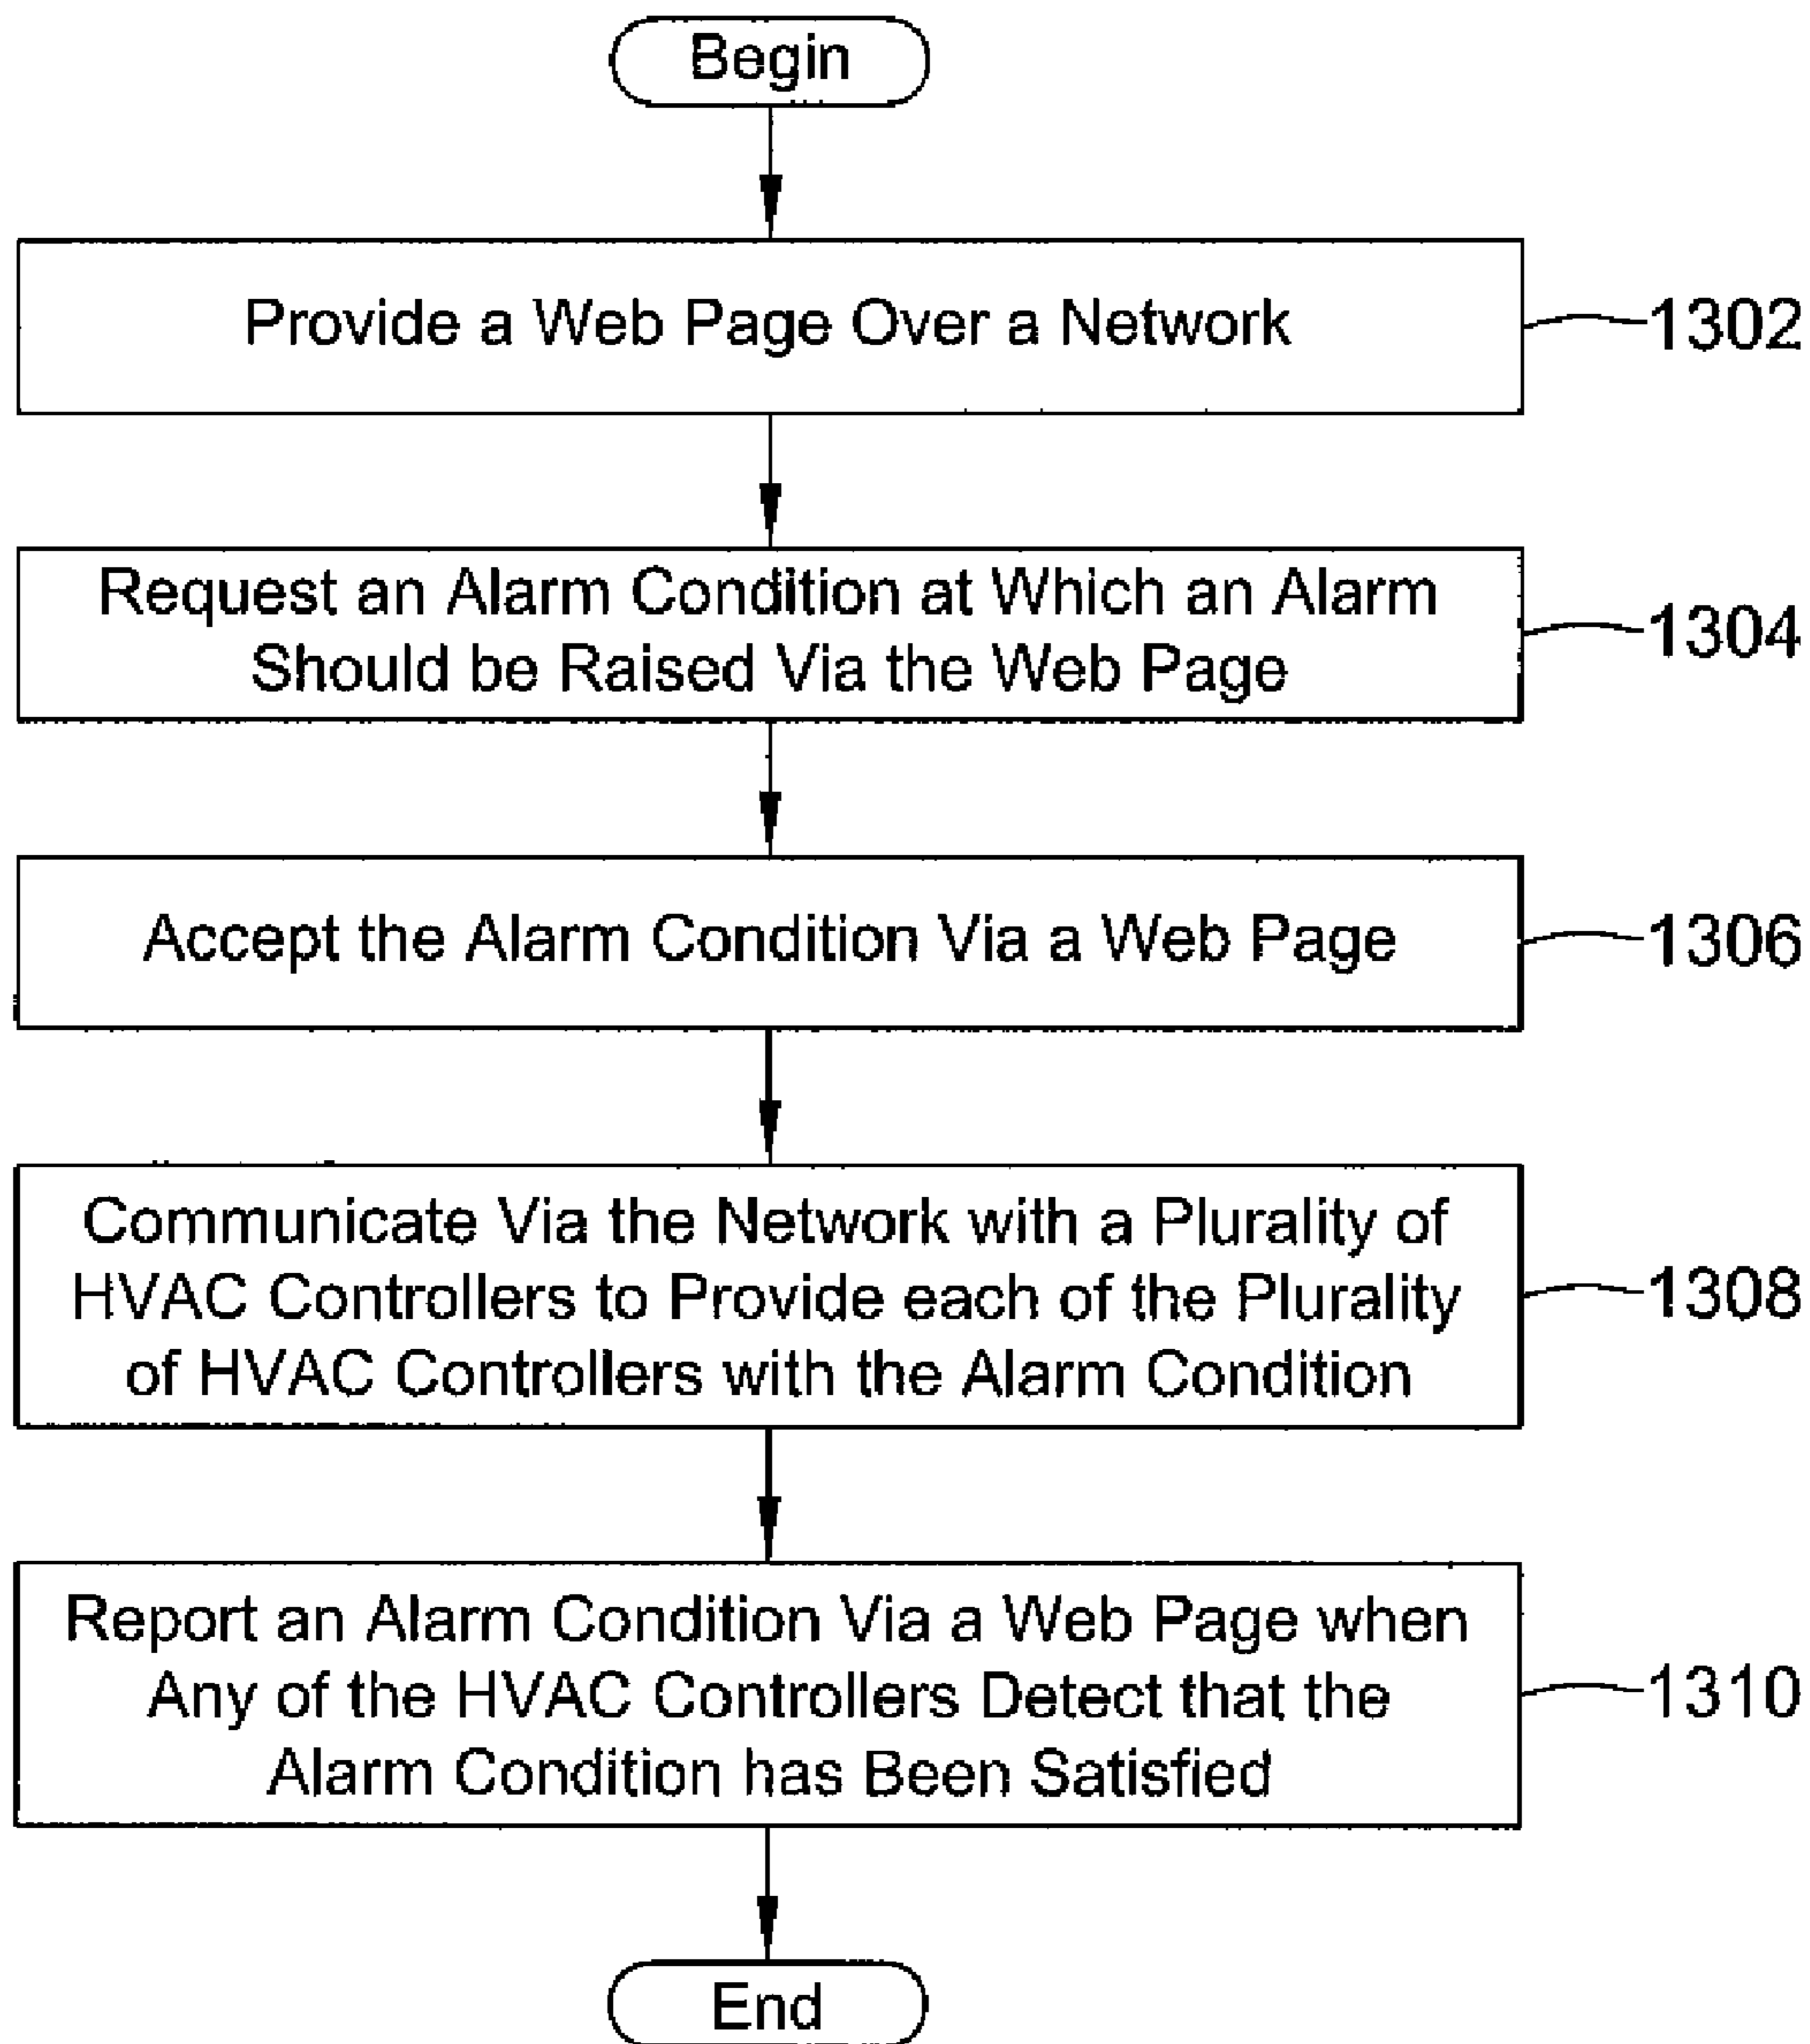 Begin
Provide a Web Page Over a Network
1302
Request an Alarm Condition at Which an Alarm
Should be Raised Via the Web Page
1304
Accept the Alarm Condition Via a Web Page
1306
Communicate Via the Network with a Plurality of
HVAC Controllers to Provide each of the Plurality
of HVAC Controllers with the Alarm Condition
1308
Report an Alarm Condition Via a Web Page when
Any of the HVAC Controllers Detect that the
Alarm Condition has Been Satisfied
1310
End